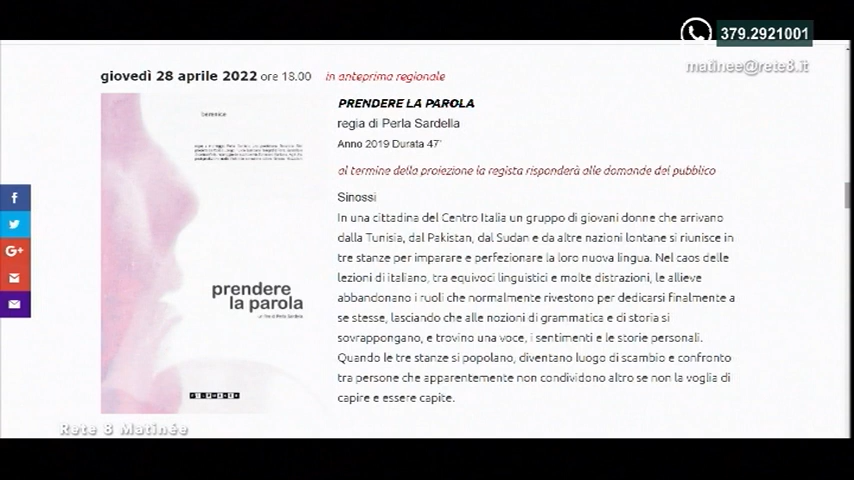 379.2921001
matinee@rete8.it
giovedì 28 aprile 2022 ore 18.00 in anteprima regionale
PRENDERE LA PAROLA
regia di Perla Sardella
Anno 2019 Durata 47'
al termine della proiezione la regista risponderà alle domande del pubblico
Sinossi
In una cittadina del Centro Italia un gruppo di giovani donne che arrivano
dalla Tunisia, dal Pakistan, dal Sudan e da altre nazioni lontane si riunisce in
tre stanze per imparare e perfezionare la loro nuova lingua. Nel caos delle
lezioni di italiano, tra equivoci linguistici e molte distrazioni, le allieve
abbandonano i ruoli che normalmente rivestono per dedicarsi finalmente a
se stesse, lasciando che alle nozioni di grammatica e di storia si
sovrappongano, e trovino una voce, i sentimenti e le storie personali.
Quando le tre stanze si popolano, diventano luogo di scambio e confronto
tra persone che apparentemente non condividono altro se non la voglia di
capire e essere capite.
prendere
la parola
un film di Perla Sardella
f
G+
Rete 8 Matinée